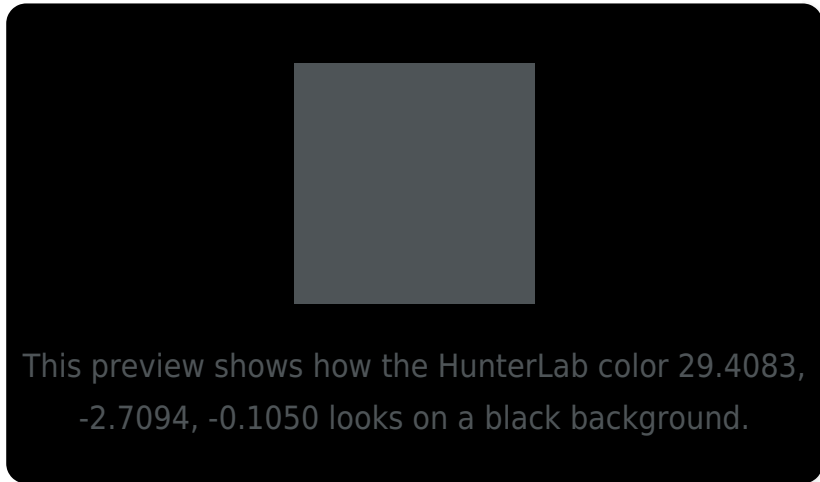 This preview shows how the HunterLab color 29.4083,
-2.7094, -0.1050 looks on a black background.